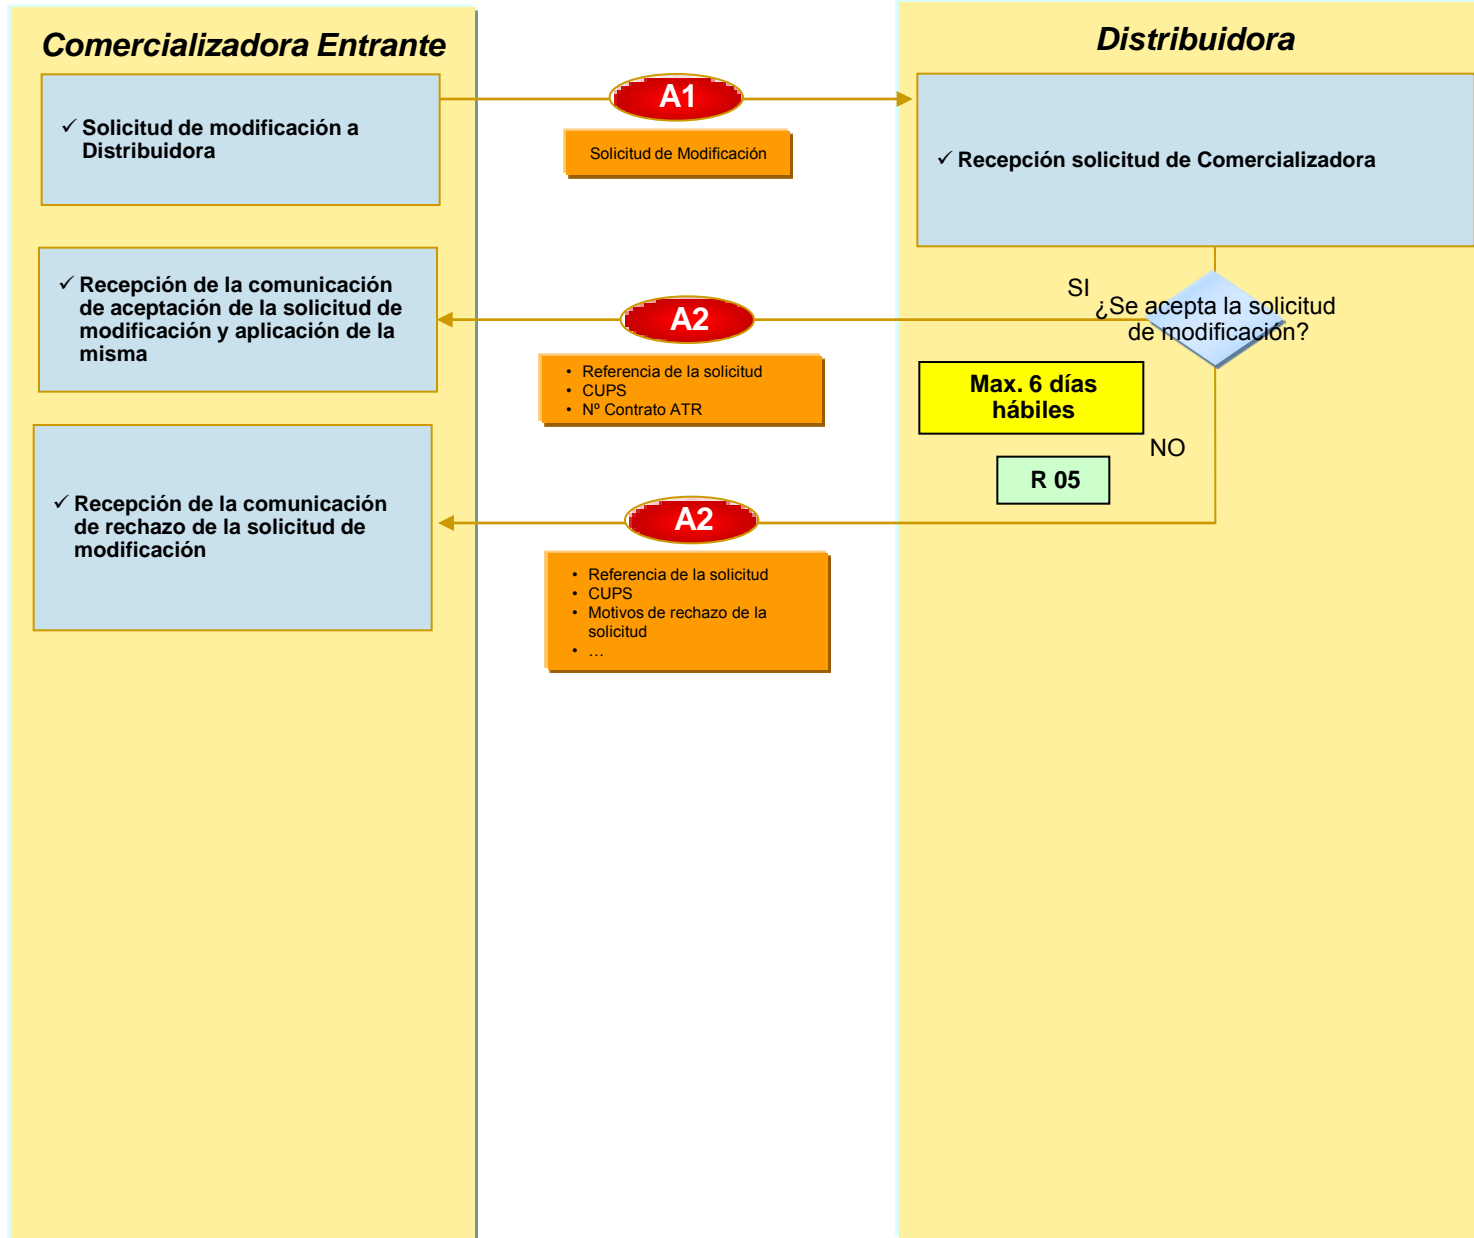 Comercializadora Entrante
Distribuidora
✓ Solicitud de modificación a
Distribuidora
A1
Solicitud de Modificación
✓ Recepción solicitud de Comercializadora
✓ Recepción de la comunicación
de aceptación de la solicitud de
modificación y aplicación de la
misma
A2
• Referencia de la solicitud
• CUPS
• Nº Contrato ATR
SI
¿Se acepta la solicitud
de modificación?
Max. 6 días
hábiles
NO
R 05
✓ Recepción de la comunicación
de rechazo de la solicitud de
modificación
A2
• Referencia de la solicitud
• CUPS
• Motivos de rechazo de la
solicitud
• …